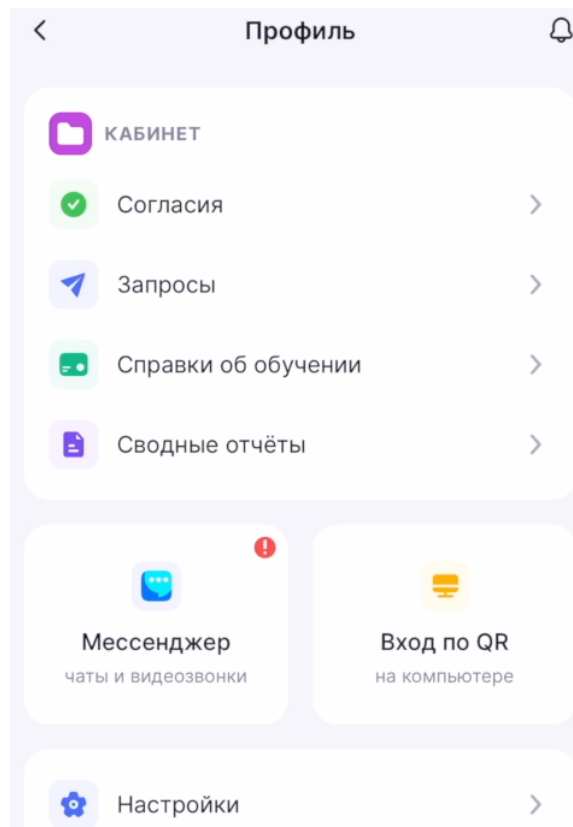 Профиль
КАБИНЕТ
Согласия
Запросы
Справки об обучении
Сводные отчёты
Мессенджер
чаты и видеозвонки
Вход по QR
на компьютере
Настройки